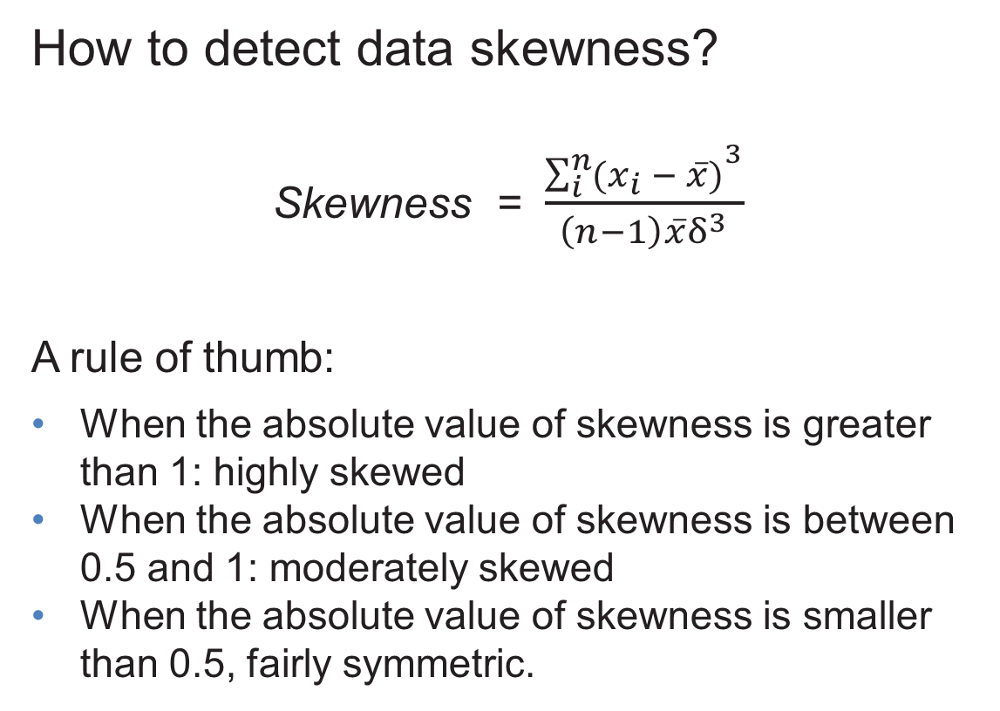 How to detect data skewness?
Skewness = \frac{\sum_{i}^{n}(x_i - \bar{x})^3}{(n-1)\bar{x}\delta^3}
A rule of thumb:
• When the absolute value of skewness is greater
than 1: highly skewed
• When the absolute value of skewness is between
0.5 and 1: moderately skewed
• When the absolute value of skewness is smaller
than 0.5, fairly symmetric.